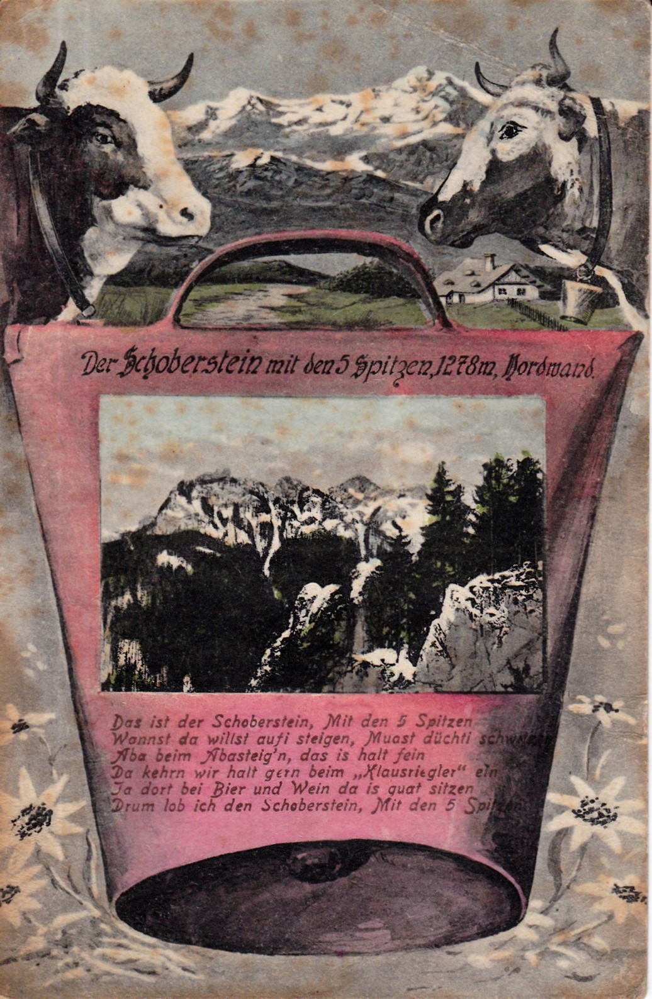 Der Schoberstein mit den 5 Spitzen, 1278m, Nordwand.
Das ist der Schoberstein, Mit den 5 Spitzen
Wannst da willst aufi steigen, Muast düchti schwitzen
Aba beim Abasteig'n, das is halt fein
Da kehrn wir halt gern beim „Klausriegler“ ein
Ja dort bei Bier und Wein da is guat sitzen
Drum lob ich den Schoberstein, Mit den 5 Spitzen